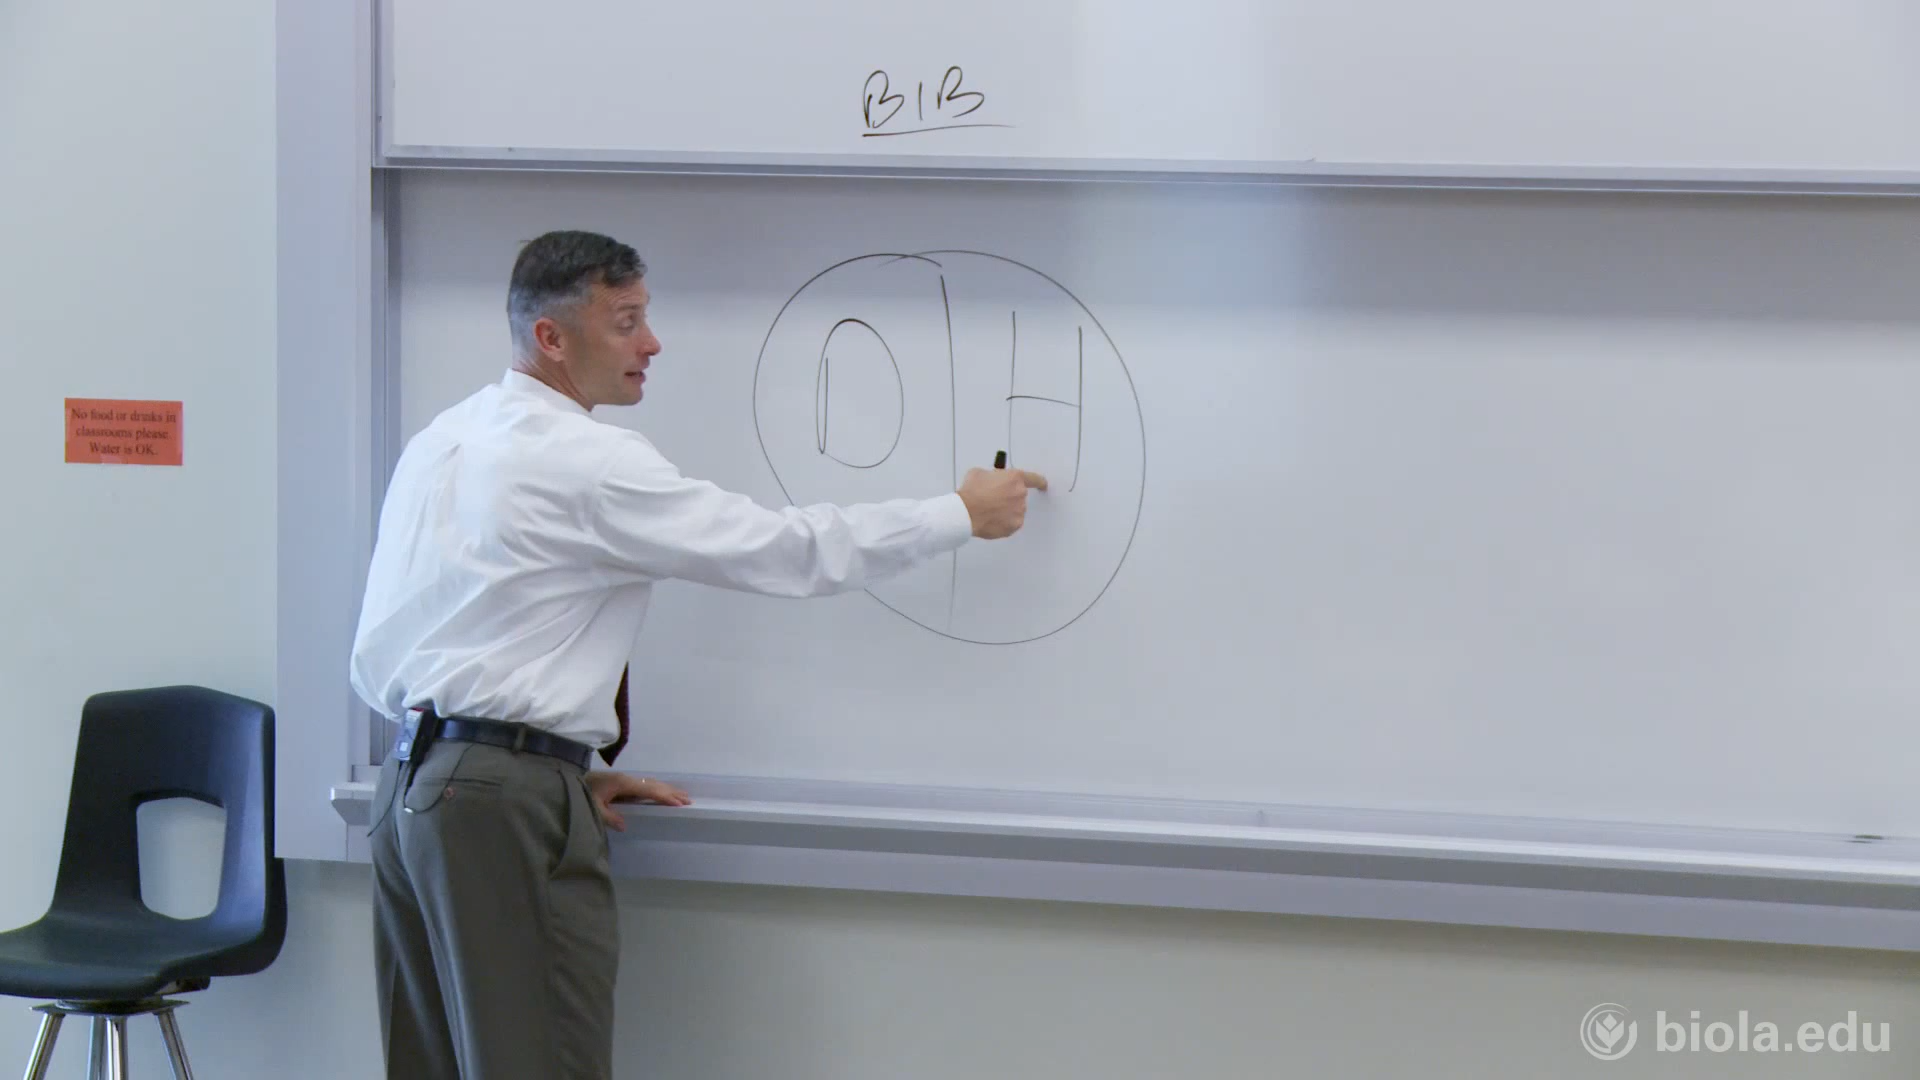 BIB
D H
No food or drinks in
classrooms please.
Water is OK.
biola.edu